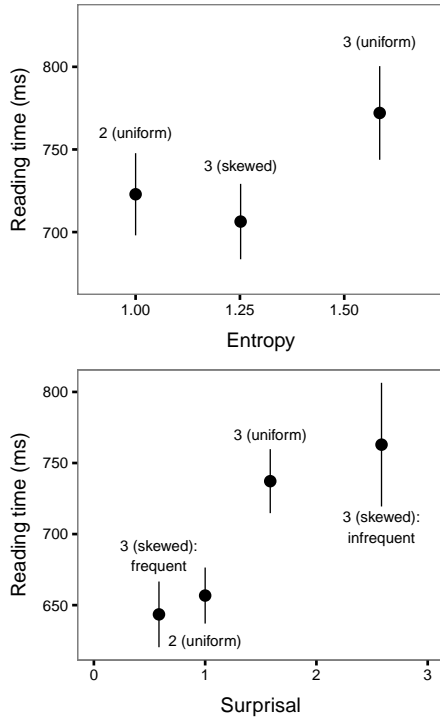 3 (uniform)
800
2 (uniform)
3 (skewed)
700
Reading time (ms)
1.00
1.25
1.50
Entropy
800
3 (uniform)
750
3 (skewed):
infrequent
700
3 (skewed):
frequent
650
2 (uniform)
Reading time (ms)
0
1
2
3
Surprisal